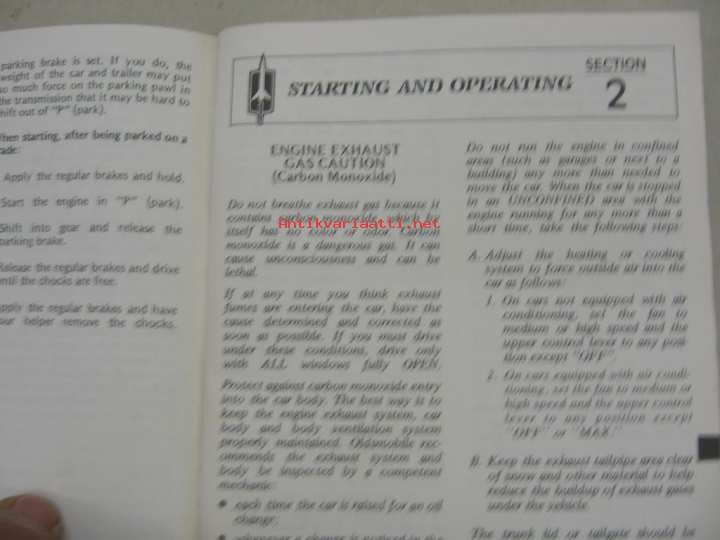 parking brake is set. If you do, the
weight of the car and trailer may put
so much force on the parking pawl in
the transmission that it may be hard to
shift out of "P" (park).
When starting, after being parked on a
grade:
Apply the regular brakes and hold.
Start the engine in "P" (park).
Shift into gear and release the
parking brake.
Release the regular brakes and drive
until the chocks are free.
Apply the regular brakes and have
your helper remove the chocks.
STARTING AND OPERATING
SECTION
2
ENGINE EXHAUST
GAS CAUTION
(Carbon Monoxide)
Do not breathe exhaust gas because it
contains carbon monoxide, which by
itself has no color or odor. Carbon
monoxide is a dangerous gas. It can
cause unconsciousness and can be
lethal.
If at any time you think exhaust
fumes are entering the car, have the
cause determined and corrected as
soon as possible. If you must drive
under these conditions, drive only
with ALL windows fully OPEN.
Protect against carbon monoxide entry
into the car body. The best way is to
keep the engine exhaust system, car
body and body ventilation system
properly maintained. Oldsmobile rec-
ommends the exhaust system and
body be inspected by a competent
mechanic:
• each time the car is raised for an oil
change,
• whenever a change is noticed in the
Do not run the engine in confined
areas (such as garages or next to a
building) any more than needed to
move the car. When the car is stopped
in an UNCONFINED area with the
engine running for any more than a
short time, take the following steps:
A. Adjust the heating or cooling
system to force outside air into the
car as follows:
1. On cars not equipped with air
conditioning, set the fan to
medium or high speed and the
upper control lever to any posi-
tion except "OFF".
2. On cars equipped with air condi-
tioning, set the fan to medium or
high speed and the upper control
lever to any position except
"OFF" or "MAX."
B. Keep the exhaust tailpipe area clear
of snow and other material to help
reduce the buildup of exhaust gases
under the vehicle.
The trunk lid or tailgate should be
Antikvariaatti.net